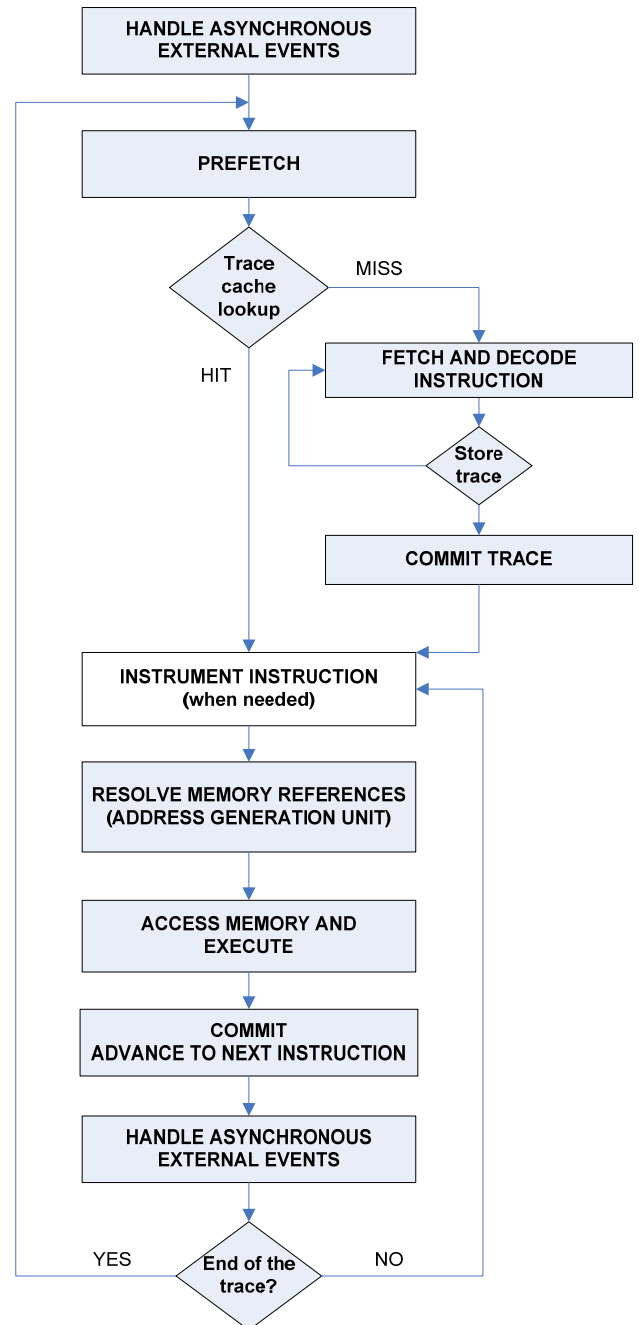 HANDLE ASYNCHRONOUS
EXTERNAL EVENTS
PREFETCH
Trace
cache
lookup
MISS
HIT
FETCH AND DECODE
INSTRUCTION
Store
trace
COMMIT TRACE
INSTRUMENT INSTRUCTION
(when needed)
RESOLVE MEMORY REFERENCES
(ADDRESS GENERATION UNIT)
ACCESS MEMORY AND
EXECUTE
COMMIT
ADVANCE TO NEXT INSTRUCTION
HANDLE ASYNCHRONOUS
EXTERNAL EVENTS
YES
End of the
trace?
NO